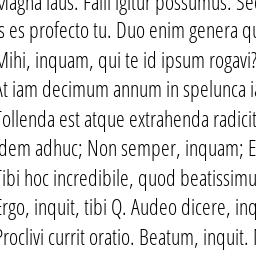 Magna laus. Falli igitur possumus. Sed
s es profecto tu. Duo enim genera qu
Mihi, inquam, qui te id ipsum rogavi?
At iam decimum annum in spelunca ia
Tollenda est atque extrahenda radicit
dem adhuc; Non semper, inquam; E
Tibi hoc incredibile, quod beatissimu
Ergo, inquit, tibi Q. Audeo dicere, inq
Proclivi currit oratio. Beatum, inquit.